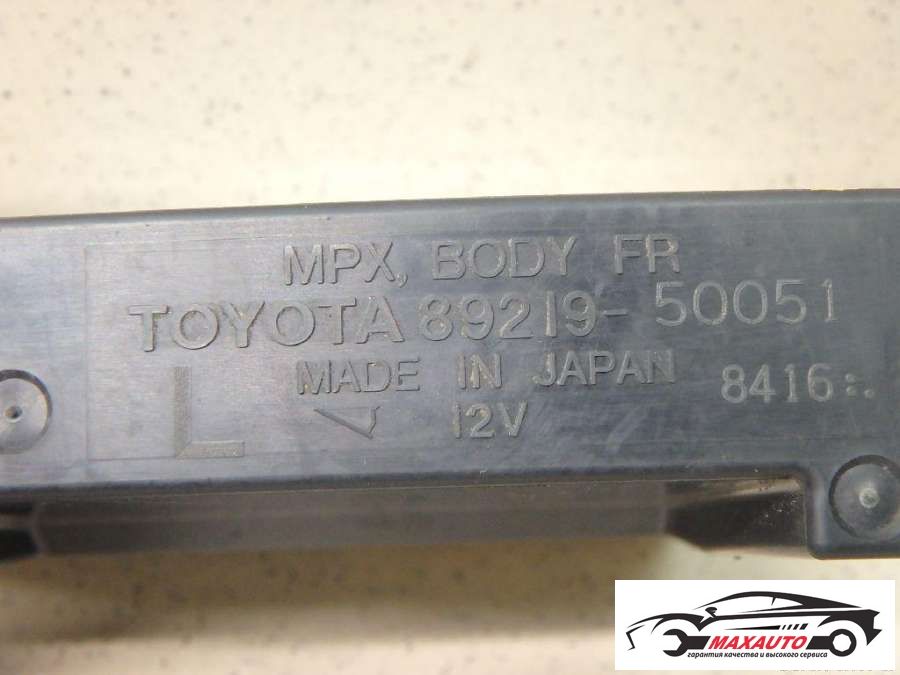 MPX, BODY FR
TOYOTA 89219-50051
L MADE IN JAPAN 8416:.
12V
MAXAUTO
гарантия качества и высокого сервиса